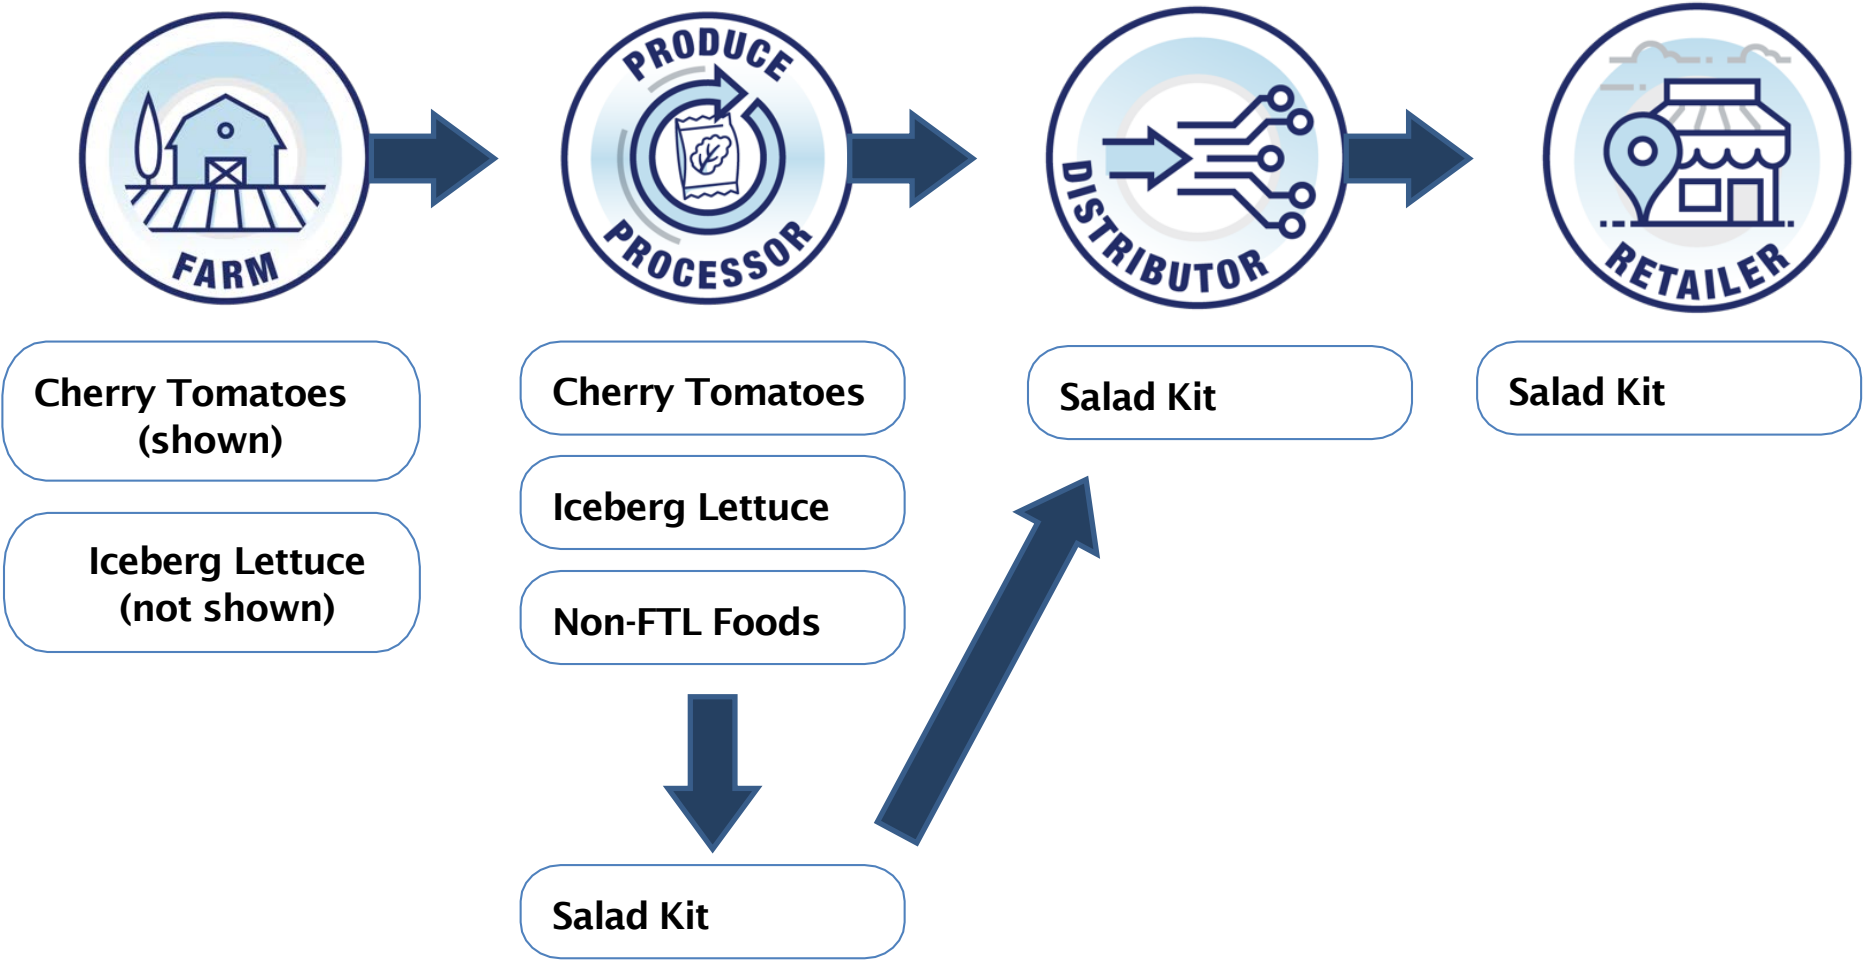 FARM
PRODUCE
PROCESSOR
DISTRIBUTOR
RETAILER
Cherry Tomatoes
(shown)
Iceberg Lettuce
(not shown)
Cherry Tomatoes
Iceberg Lettuce
Non-FTL Foods
Salad Kit
Salad Kit
Salad Kit